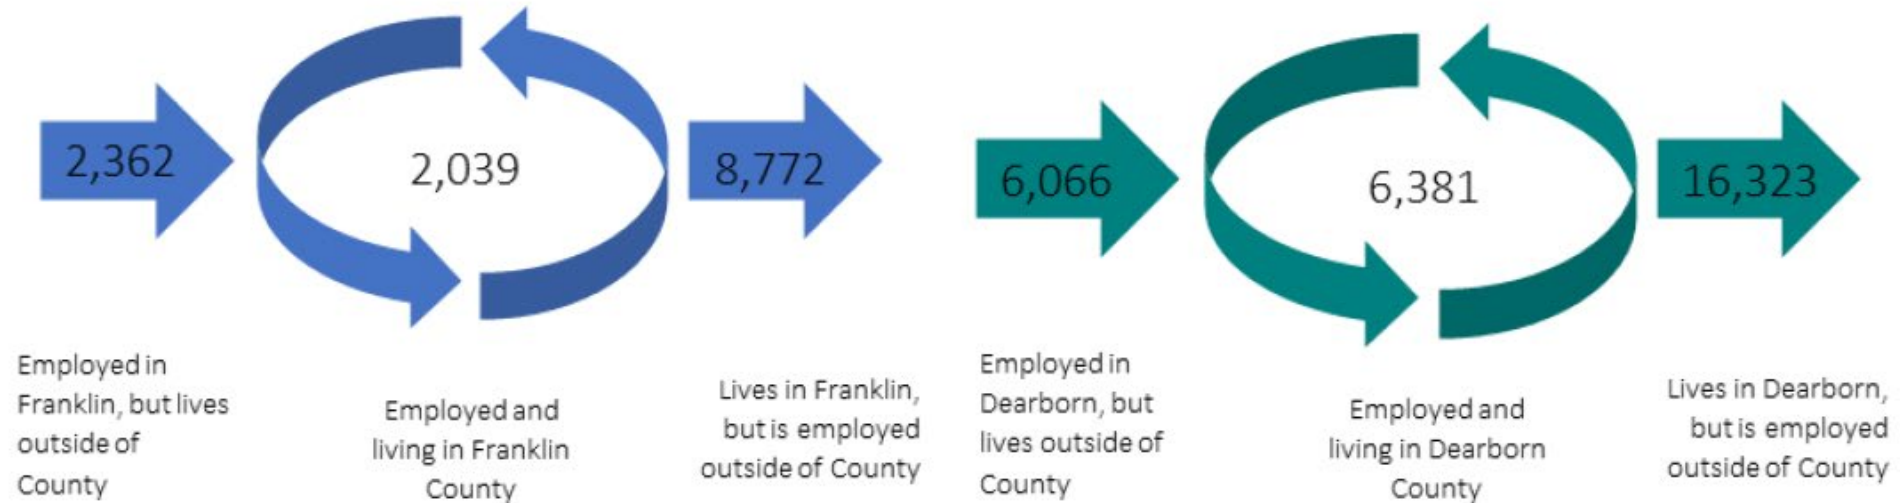 2,362
2,039
8,772
Employed in
Franklin, but lives
outside of
County
Employed and
living in Franklin
County
Lives in Franklin,
but is employed
outside of County
6,066
6,381
16,323
Employed in
Dearborn, but
lives outside of
County
Employed and
living in Dearborn
County
Lives in Dearborn,
but is employed
outside of County